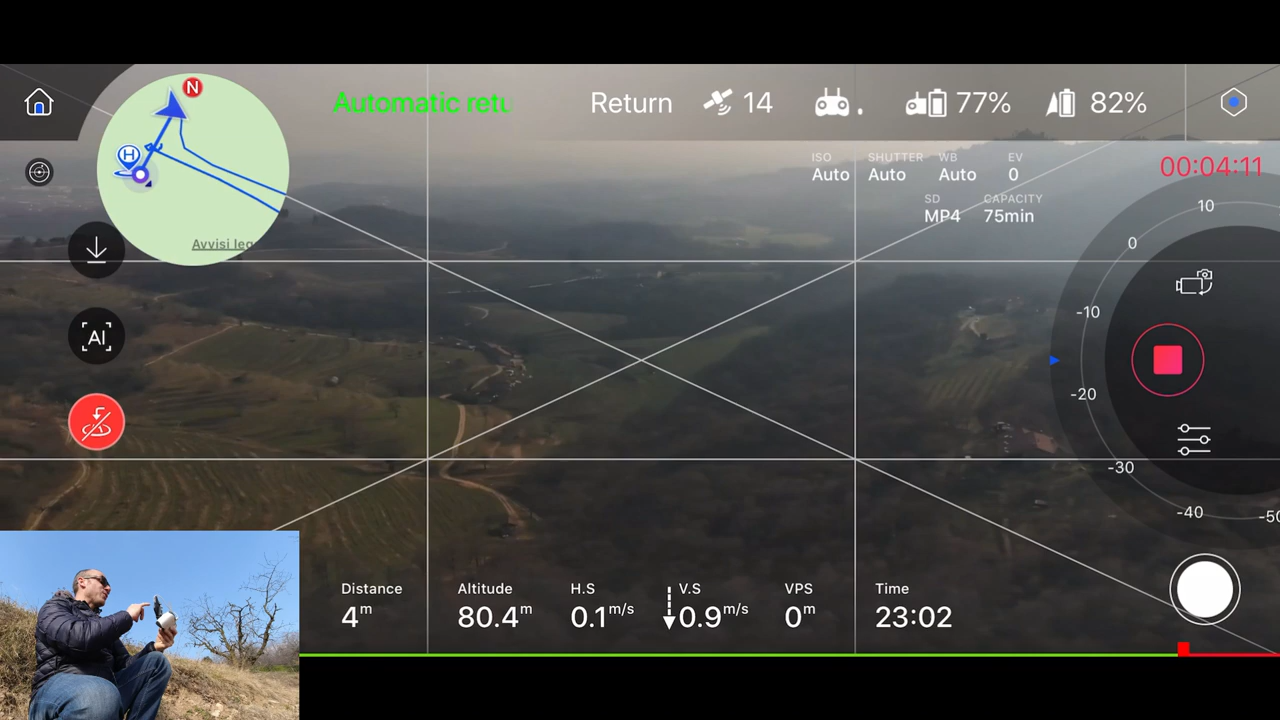 N
H
Avvisi leg
Automatic retu
Return
14
77%
82%
ISO
Auto
SHUTTER
Auto
WB
Auto
EV
0
SD
MP4
CAPACITY
75min
00:04:11
10
0
-10
-20
-30
-40
-50
AI
Distance
4m
Altitude
80.4m
H.S
0.1m/s
V.S
0.9m/s
VPS
0m
Time
23:02